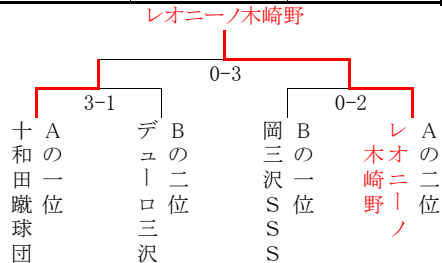 レオニーノ木崎野
0-3
3-1
0-2
Aの一位
十和田蹴球団
Bの二位
デューロ三沢
Bの一位
岡三沢SSS
Aの二位
レオニーノ
木崎野